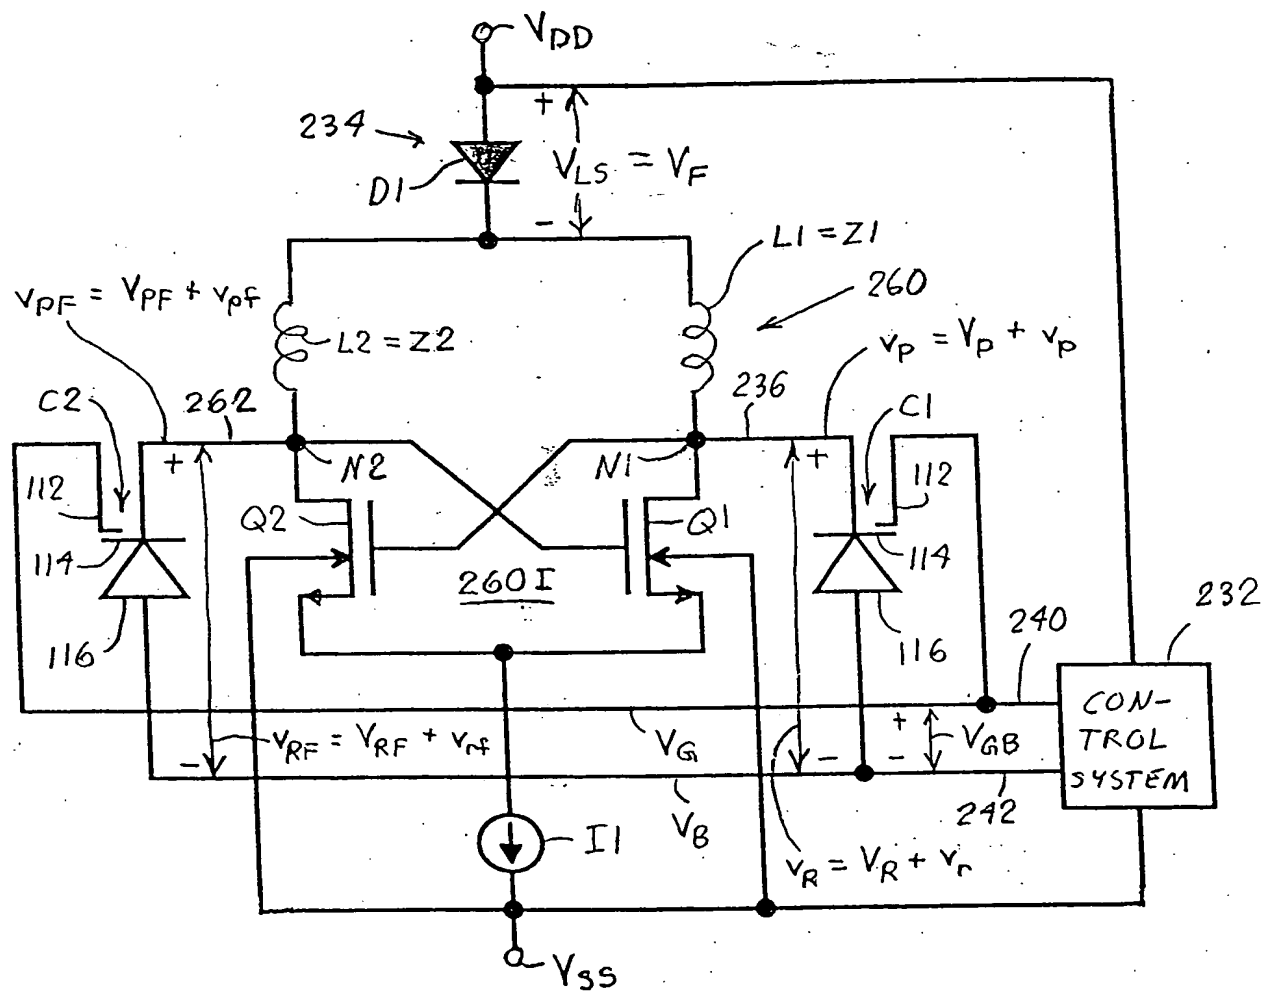 VDD
234
D1
+
VLS = VF
-
L1 = Z1
260
vPF = VPF + vpf
L2 = Z2
vP = VP + vp
C2
262
236
C1
+
N2
N1
+
112
112
Q2
Q1
114
114
260I
232
116
116
240
CON-
TROL
SYSTEM
vRF = VRF + vrf
VG
+
VGB
-
-
-
242
VB
I1
vR = VR + vr
VSS